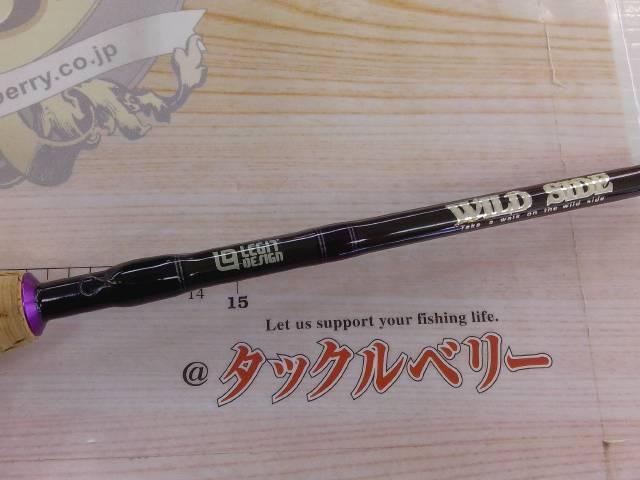 berry.co.jp
WILD SIDE
Take a walk on the wild side
LEGIT
DESIGN
14 15
Let us support your fishing life.
@タックルベリー